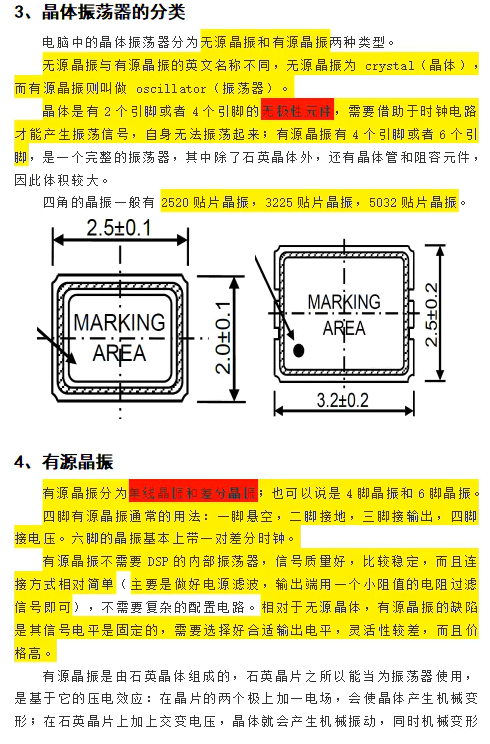 3、晶体振荡器的分类
电脑中的晶体振荡器分为无源晶振和有源晶振两种类型。
无源晶振与有源晶振的英文名称不同，无源晶振为 crystal（晶体），
而有源晶振则叫做 oscillator（振荡器）。
晶体是有 2 个引脚或者 4 个引脚的无极性元件，需要借助于时钟电路
才能产生振荡信号，自身无法振荡起来；有源晶振有 4 个引脚或者 6 个引
脚，是一个完整的振荡器，其中除了石英晶体外，还有晶体管和阻容元件，
因此体积较大。
四角的晶振一般有 2520 贴片晶振，3225 贴片晶振，5032 贴片晶振。
2.5±0.1
MARKING
AREA
2.0±0.1
MARKING
AREA
2.5±0.2
3.2±0.2
4、有源晶振
有源晶振分为单线晶振和差分晶振；也可以说是 4 脚晶振和 6 脚晶振。
四脚有源晶振通常的用法：一脚悬空，二脚接地，三脚接输出，四脚
接电压。六脚的晶振基本上带一对差分时钟。
有源晶振不需要 DSP 的内部振荡器，信号质量好，比较稳定，而且连
接方式相对简单（主要是做好电源滤波，输出端用一个小阻值的电阻过滤
信号即可），不需要复杂的配置电路。相对于无源晶体，有源晶振的缺陷
是其信号电平是固定的，需要选择好合适输出电平，灵活性较差，而且价
格高。
有源晶振是由石英晶体组成的，石英晶片之所以能当为振荡器使用，
是基于它的压电效应：在晶片的两个极上加一电场，会使晶体产生机械变
形；在石英晶片上加上交变电压，晶体就会产生机械振动，同时机械变形